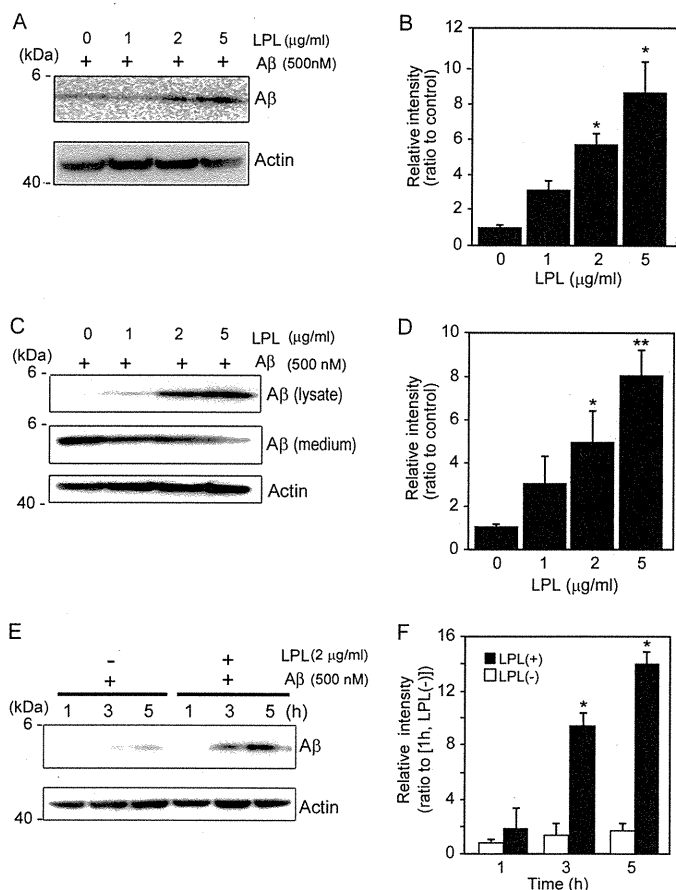 A
0 1 2 5 LPL (μg/ml)
(kDa) + + + + Aβ (500nM)
6 -
Aβ
Actin
40 -
B
Relative intensity
(ratio to control)
12
10
8
6
4
2
0
*
*
0 1 2 5
LPL (μg/ml)
C
0 1 2 5 LPL (μg/ml)
(kDa) + + + + Aβ (500 nM)
6 -
Aβ (lysate)
6 -
Aβ (medium)
Actin
40 -
D
Relative intensity
(ratio to control)
10
8
6
4
2
0
*
**
0 1 2 5
LPL (μg/ml)
E
- + LPL(2 μg/ml)
+ + Aβ (500 nM)
(kDa) 1 3 5 1 3 5 (h)
6 -
Aβ
Actin
40 -
F
Relative intensity
(ratio to [1h, LPL(-)])
16
12
8
4
0
LPL(+)
LPL(-)
*
*
1 3 5
Time (h)